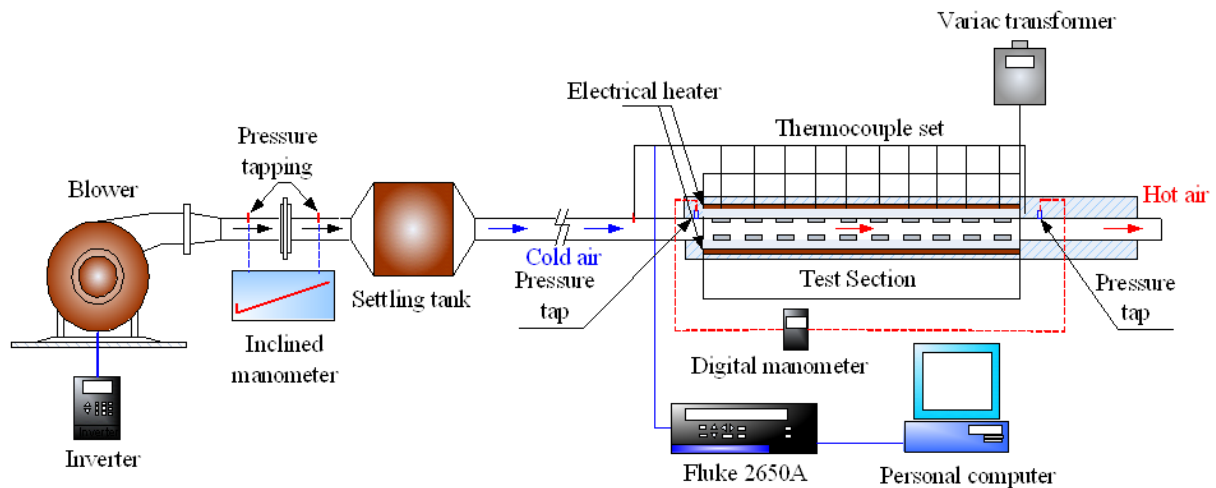 Variac transformer
Electrical heater
Pressure
tapping
Thermocouple set
Blower
Hot air
Cold air
Settling tank
Pressure
tap
Test Section
Pressure
tap
Inclined
manometer
Digital manometer
Inverter
Inverter
Fluke 2650A
Personal computer